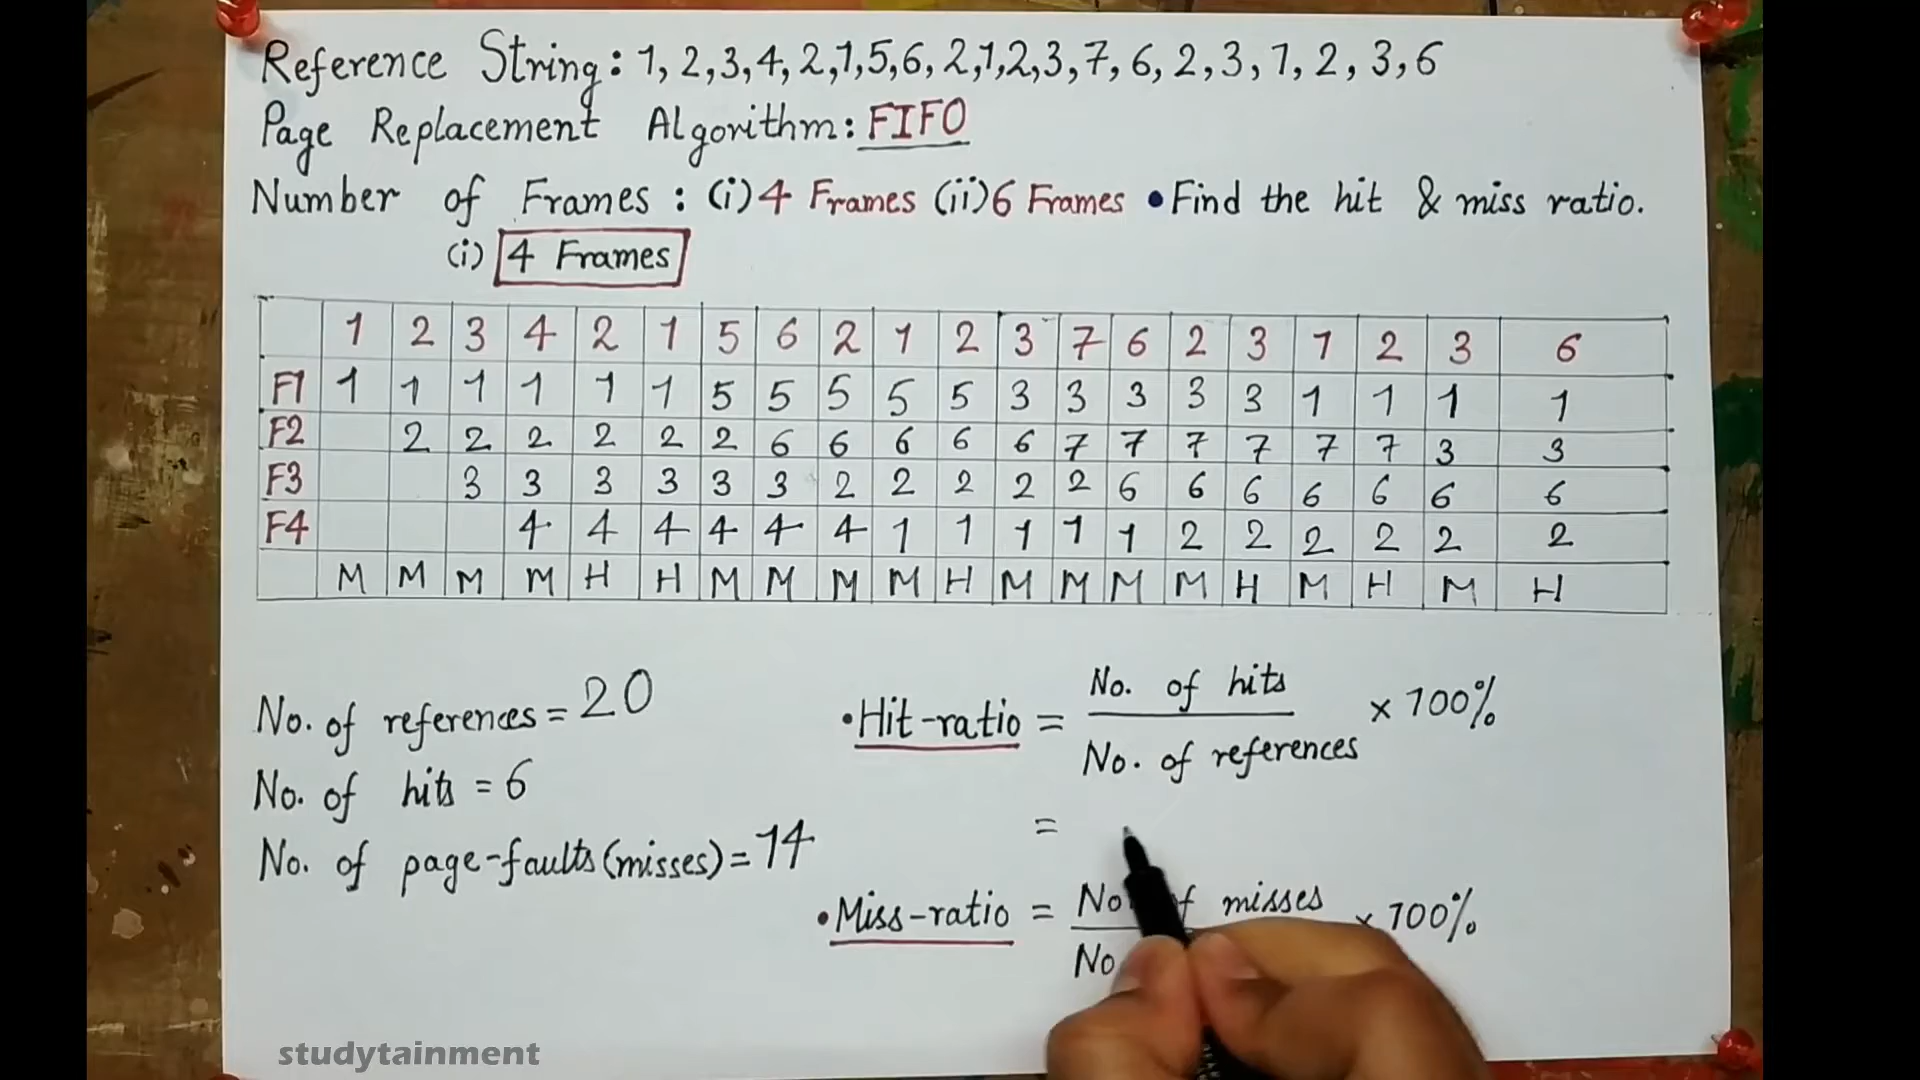 Reference String: 1, 2, 3, 4, 2, 1, 5, 6, 2, 1, 2, 3, 7, 6, 2, 3, 1, 2, 3, 6
Page Replacement Algorithm: FIFO
Number of Frames: (i) 4 Frames (ii) 6 Frames • Find the hit & miss ratio.
(i) 4 Frames
1 2 3 4 2 1 5 6 2 1 2 3 7 6 2 3 1 2 3 6
F1 1 1 1 1 1 1 5 5 5 5 5 3 3 3 3 3 1 1 1 1
F2 2 2 2 2 2 2 6 6 6 6 6 7 7 7 7 7 7 3 3
F3 3 3 3 3 3 3 2 2 2 2 2 6 6 6 6 6 6 6
F4 4 4 4 4 4 4 1 1 1 1 1 2 2 2 2 2 2
M M M M H H M M M M H M M M M H M H M H
No. of references = 20
No. of hits = 6
No. of page-faults (misses) = 14
• Hit-ratio = No. of hits
No. of references × 100%
=
• Miss-ratio = No of misses
No × 100%
studytainment